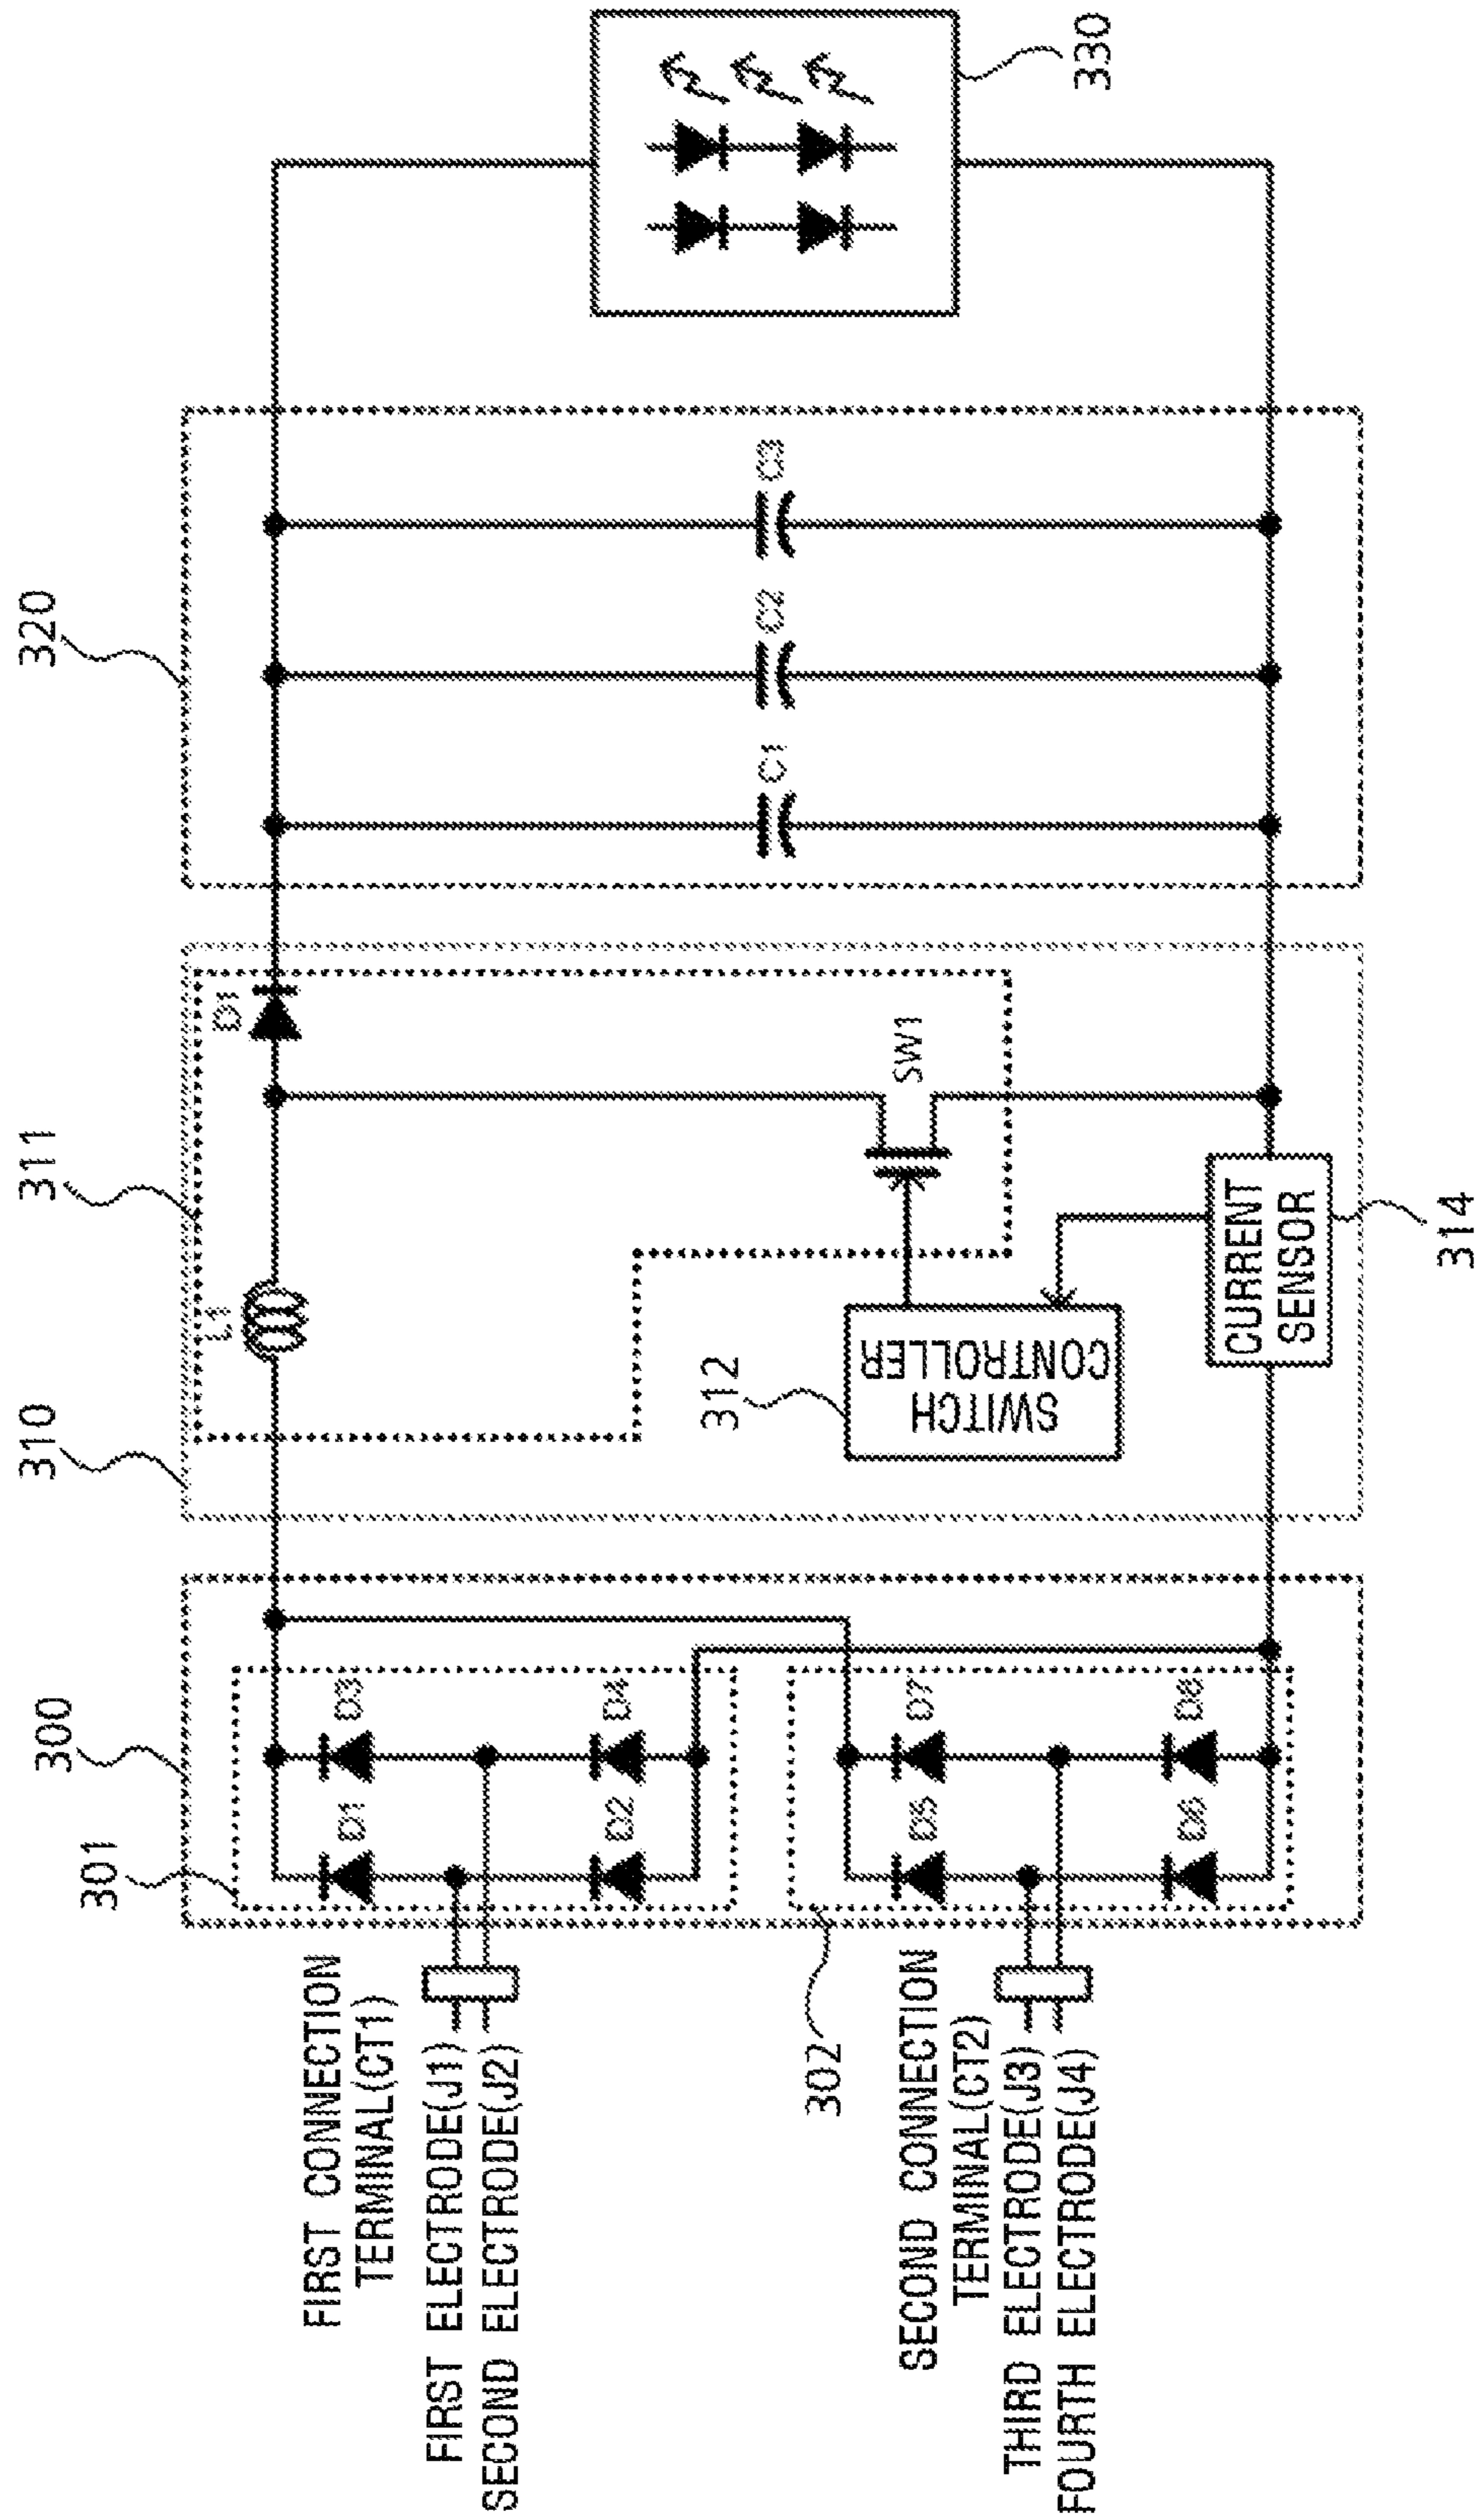 300
301
310
311
320
FIRST CONNECTION
TERMINAL(CT1)
FIRST ELECTRODE(J1)
SECOND ELECTRODE(J2)
D1
D3
D2
D4
L1
D1
SW1
312
SWITCH
CONTROLLER
C1
C2
C3
330
302
SECOND CONNECTION
TERMINAL(CT2)
THIRD ELECTRODE(J3)
FOURTH ELECTRODE(J4)
D5
D7
D6
D8
CURRENT
SENSOR
314